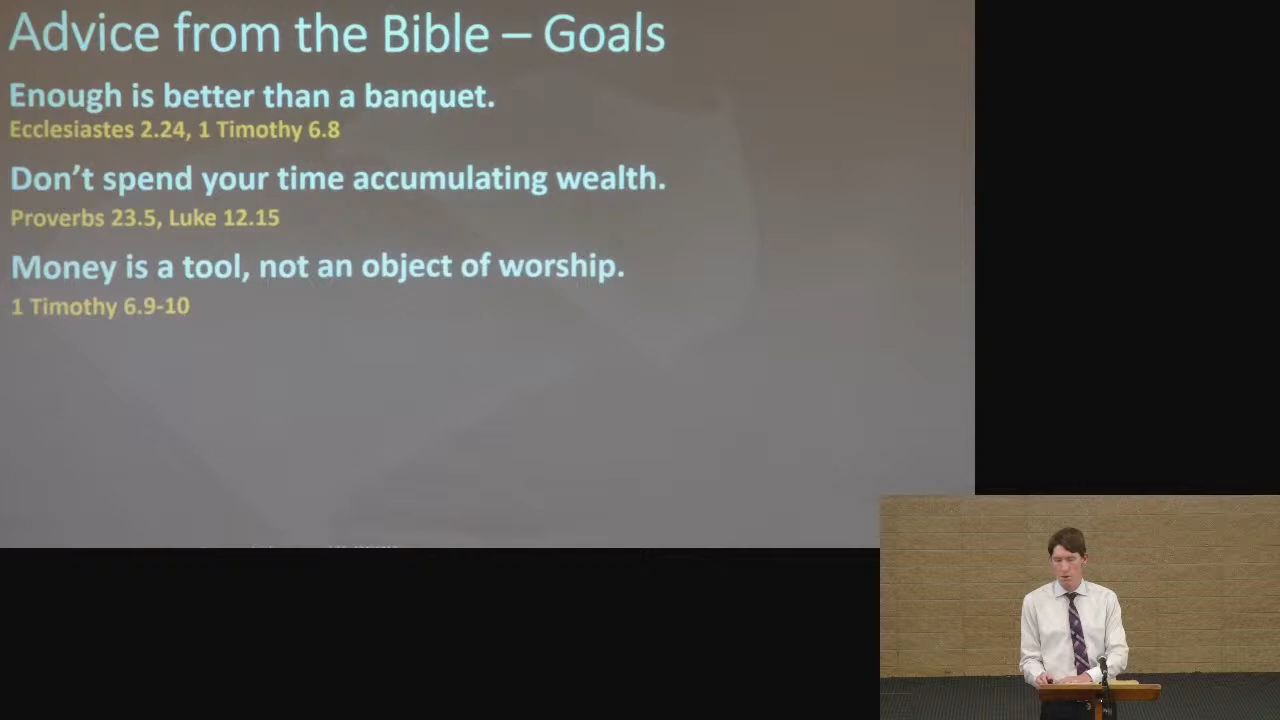 Advice from the Bible – Goals
Enough is better than a banquet.
Ecclesiastes 2.24, 1 Timothy 6.8
Don’t spend your time accumulating wealth.
Proverbs 23.5, Luke 12.15
Money is a tool, not an object of worship.
1 Timothy 6.9-10